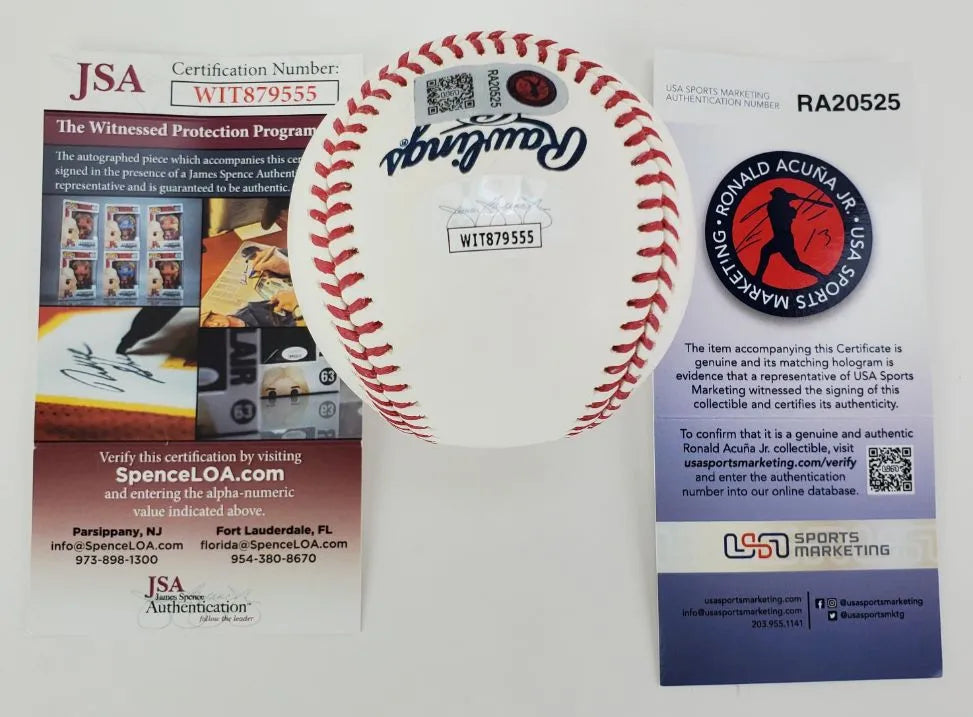 JSA
Certification Number:
WIT879555
The Witnessed Protection Program
The autographed piece which accompanies this cer
signed in the presence of a James Spence Authenti
representative and is guaranteed to be authentic.
LAIR
63
63
63
Verify this certification by visiting
SpenceLOA.com
and entering the alpha-numeric
value indicated above.
Parsippany, NJ
info@SpenceLOA.com
973-898-1300
Fort Lauderdale, FL
florida@SpenceLOA.com
954-380-8670
JSA
James Spence
Authentication™
follow the leader
RA20525
Rawlings®
WIT879555
USA SPORTS MARKETING
AUTHENTICATION NUMBER
RA20525
RONALD ACUÑA JR. • USA SPORTS MARKETING •
13
The item accompanying this Certificate is
genuine and its matching hologram is
evidence that a representative of USA Sports
Marketing witnessed the signing of this
collectible and certifies its authenticity.
To confirm that it is a genuine and authentic
Ronald Acuña Jr. collectible, visit
usasportsmarketing.com/verify
and enter the authentication
number into our online database.
USA SPORTS
MARKETING
usasportsmarketing.com
info@usasportsmarketing.com
203.955.1141
@usasportsmarketing
@usasportsmktg